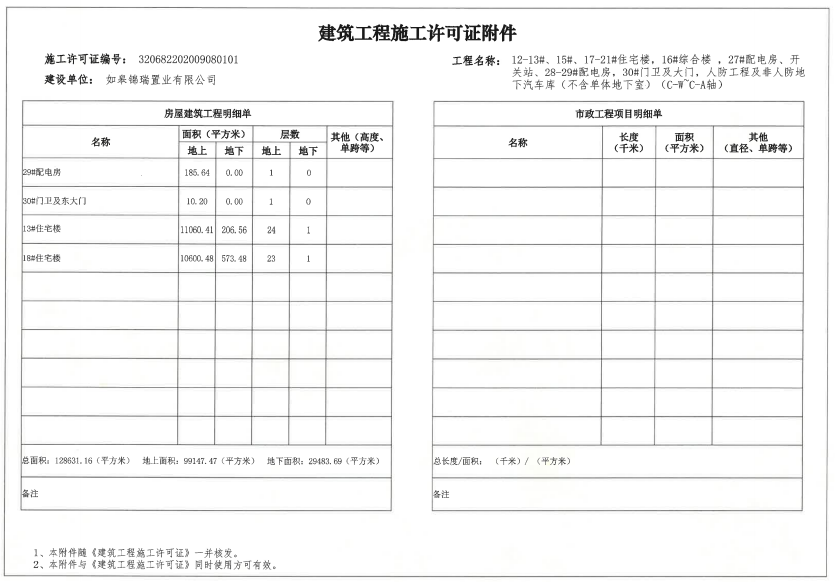 建筑工程施工许可证附件
施工许可证编号： 320682202009080101
建设单位： 如皋锦瑞置业有限公司
工程名称： 12-13#、15#、17-21#住宅楼，16#综合楼 ，27#配电房、开
关站、28-29#配电房，30#门卫及大门，人防工程及非人防地
下汽车库（不含单体地下室）（C-W~C-A轴）
房屋建筑工程明细单
名称 面积（平方米） 层数 其他（高度、
单跨等）
地上 地下 地上 地下
29#配电房 185.64 0.00 1 0
30#门卫及东大门 10.20 0.00 1 0
13#住宅楼 11060.41 206.56 24 1
18#住宅楼 10600.48 573.48 23 1
总面积：128631.16（平方米） 地上面积：99147.47（平方米） 地下面积：29483.69（平方米）
备注
市政工程项目明细单
名称 长度
（千米） 面积
（平方米） 其他
（直径、单跨等）
总长度/面积： （千米）/ （平方米）
备注
1、本附件随《建筑工程施工许可证》一并核发。
2、本附件与《建筑工程施工许可证》同时使用方可有效。